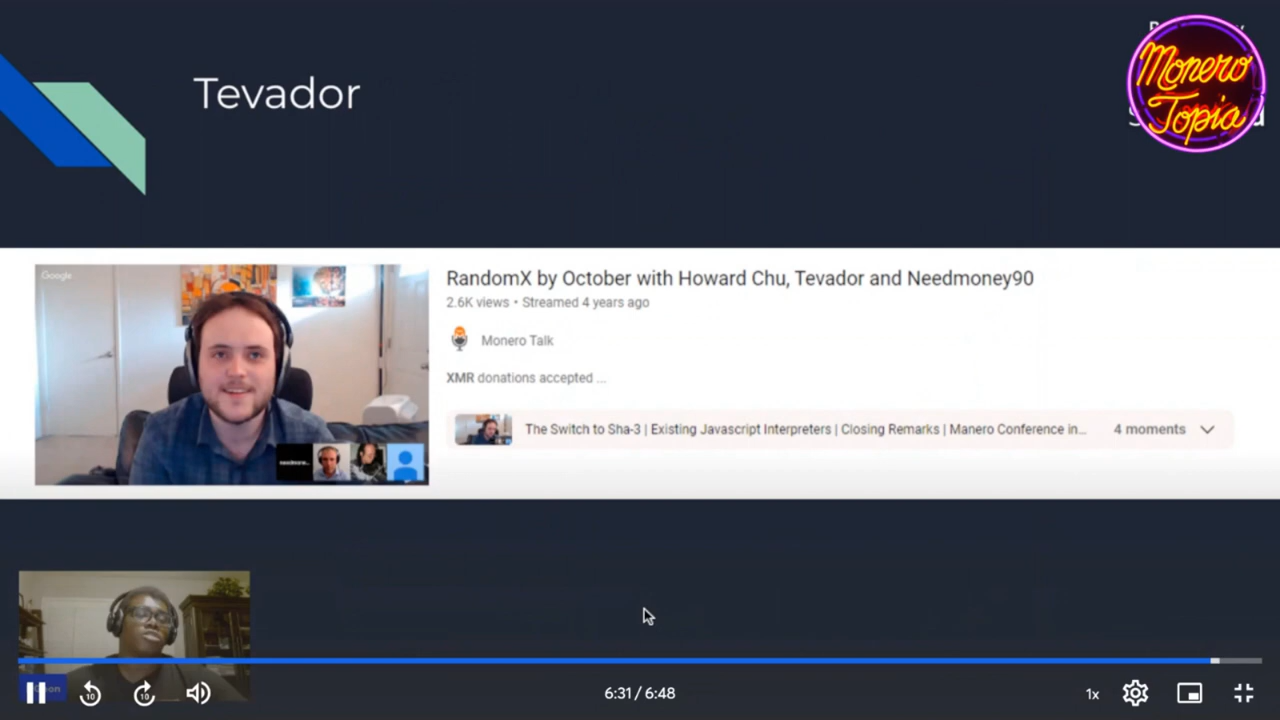 Tevador
Monero
Topia
Google
RandomX by October with Howard Chu, Tevador and Needmoney90
2.6K views • Streamed 4 years ago
Monero Talk
XMR donations accepted ...
The Switch to Sha-3 | Existing Javascript Interpreters | Closing Remarks | Manero Conference in...
4 moments
10
10
6:31 / 6:48
1x